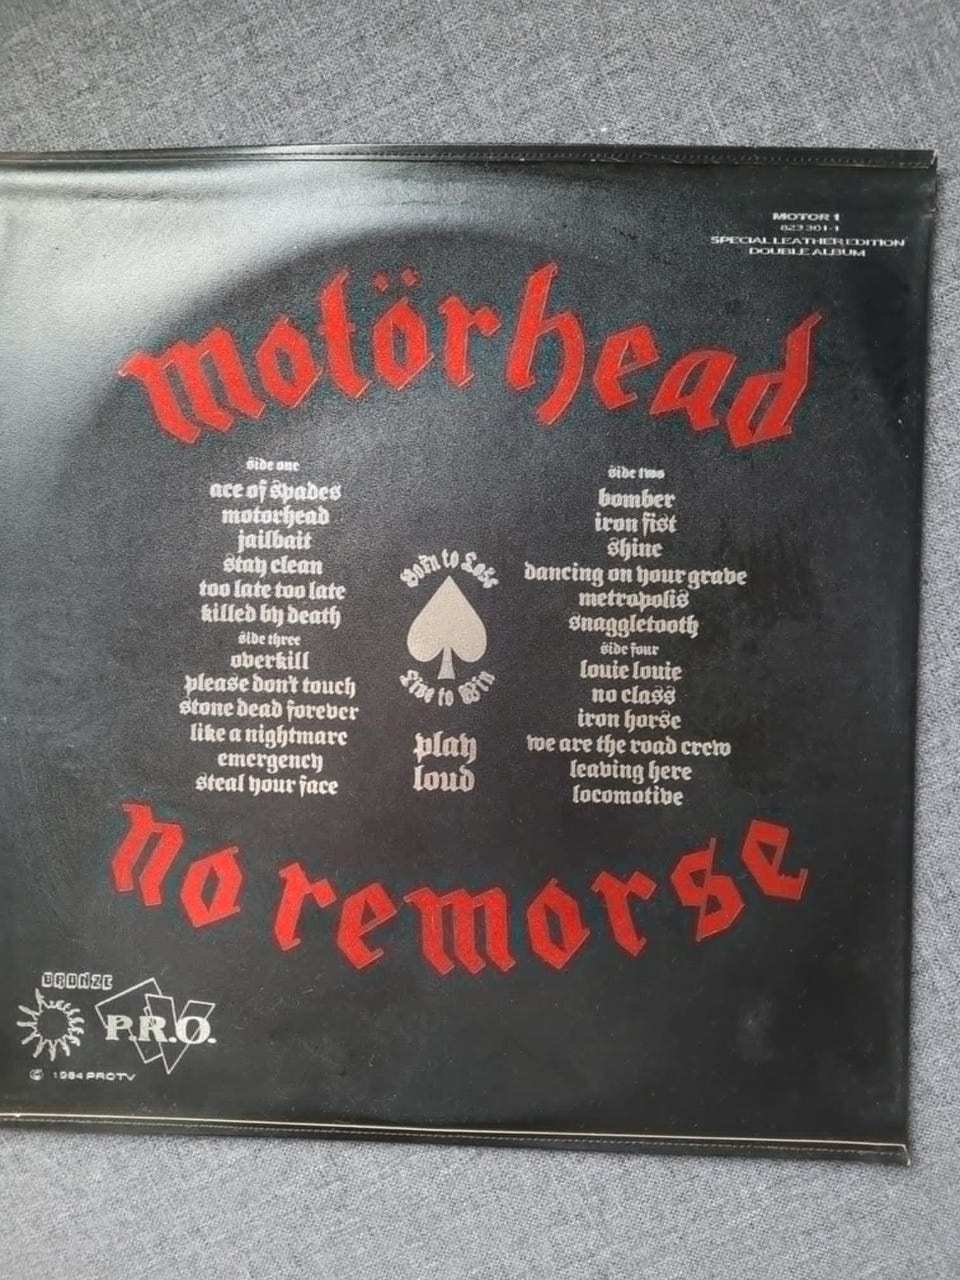 MOTOR 1
823 301-1
SPECIAL LEATHER EDITION
DOUBLE ALBUM
motörhead
side one
ace of spades
motorhead
jailbait
stay clean
too late too late
killed by death
side three
overkill
please don't touch
stone dead forever
like a nightmare
emergency
steal your face
Born to Lose
Live to Win
play
loud
side two
bomber
iron fist
shine
dancing on your grave
metropolis
snaggletooth
side four
louie louie
no class
iron horse
we are the road crew
leaving here
locomotive
no remorse
BRONZE
P.R.O.
© 1984 PROTV